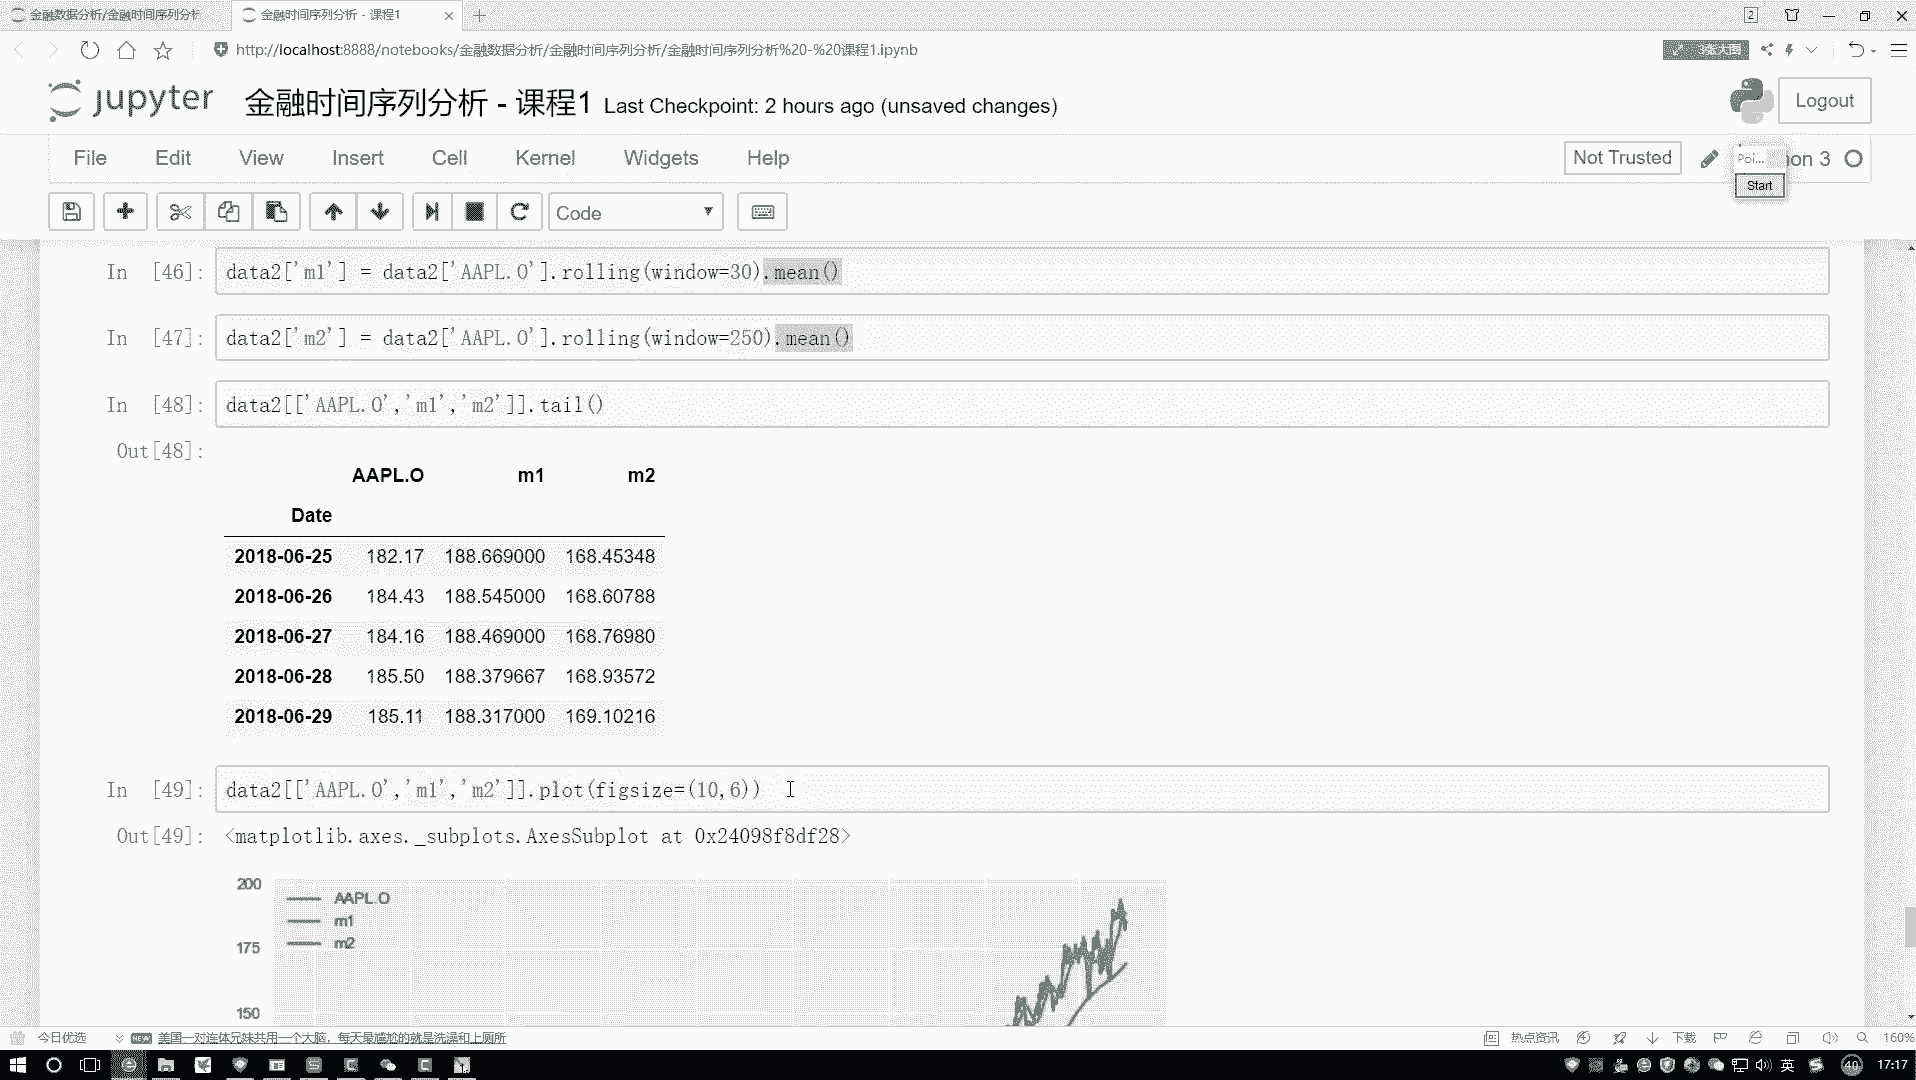 金融数据分析/金融时间序列分析
金融时间序列分析 - 课程1
2
http://localhost:8888/notebooks/金融数据分析/金融时间序列分析/金融时间序列分析%20-%20课程1.ipynb
3张大图
jupyter
金融时间序列分析 - 课程1 Last Checkpoint: 2 hours ago (unsaved changes)
Logout
File Edit View Insert Cell Kernel Widgets Help
Not Trusted
Poi... hon 3
Start
Code
In [46]: data2['m1'] = data2['AAPL.O'].rolling(window=30).mean()
In [47]: data2['m2'] = data2['AAPL.O'].rolling(window=250).mean()
In [48]: data2[['AAPL.O','m1','m2']].tail()
Out[48]:
AAPL.O m1 m2
Date
2018-06-25 182.17 188.669000 168.45348
2018-06-26 184.43 188.545000 168.60788
2018-06-27 184.16 188.469000 168.76980
2018-06-28 185.50 188.379667 168.93572
2018-06-29 185.11 188.317000 169.10216
In [49]: data2[['AAPL.O','m1','m2']].plot(figsize=(10,6))
Out[49]: <matplotlib.axes._subplots.AxesSubplot at 0x24098f8df28>
200
AAPL.O
m1
m2
175
150
今日优选
NEW 美国一对连体兄妹共用一个大脑，每天最尴尬的就是洗澡和上厕所
热点资讯
下载
160%
英
40
17:17